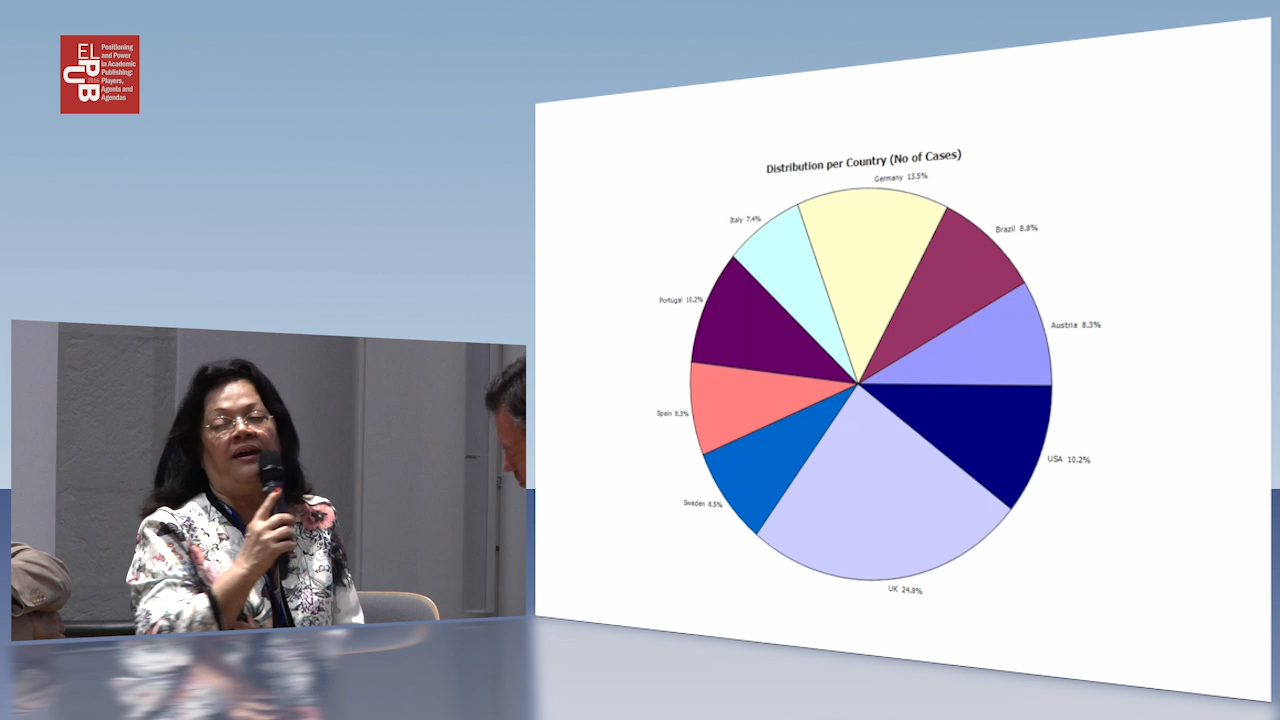 EL
PUB
2016
Positioning
and Power
in Academic
Publishing:
Players,
Agents and
Agendas
Distribution per Country (No of Cases)
Germany 13.5%
Italy 7.4%
Brazil 8.8%
Portugal 10.2%
Austria 8.3%
Spain 8.3%
USA 10.2%
Sweden 8.5%
UK 24.8%